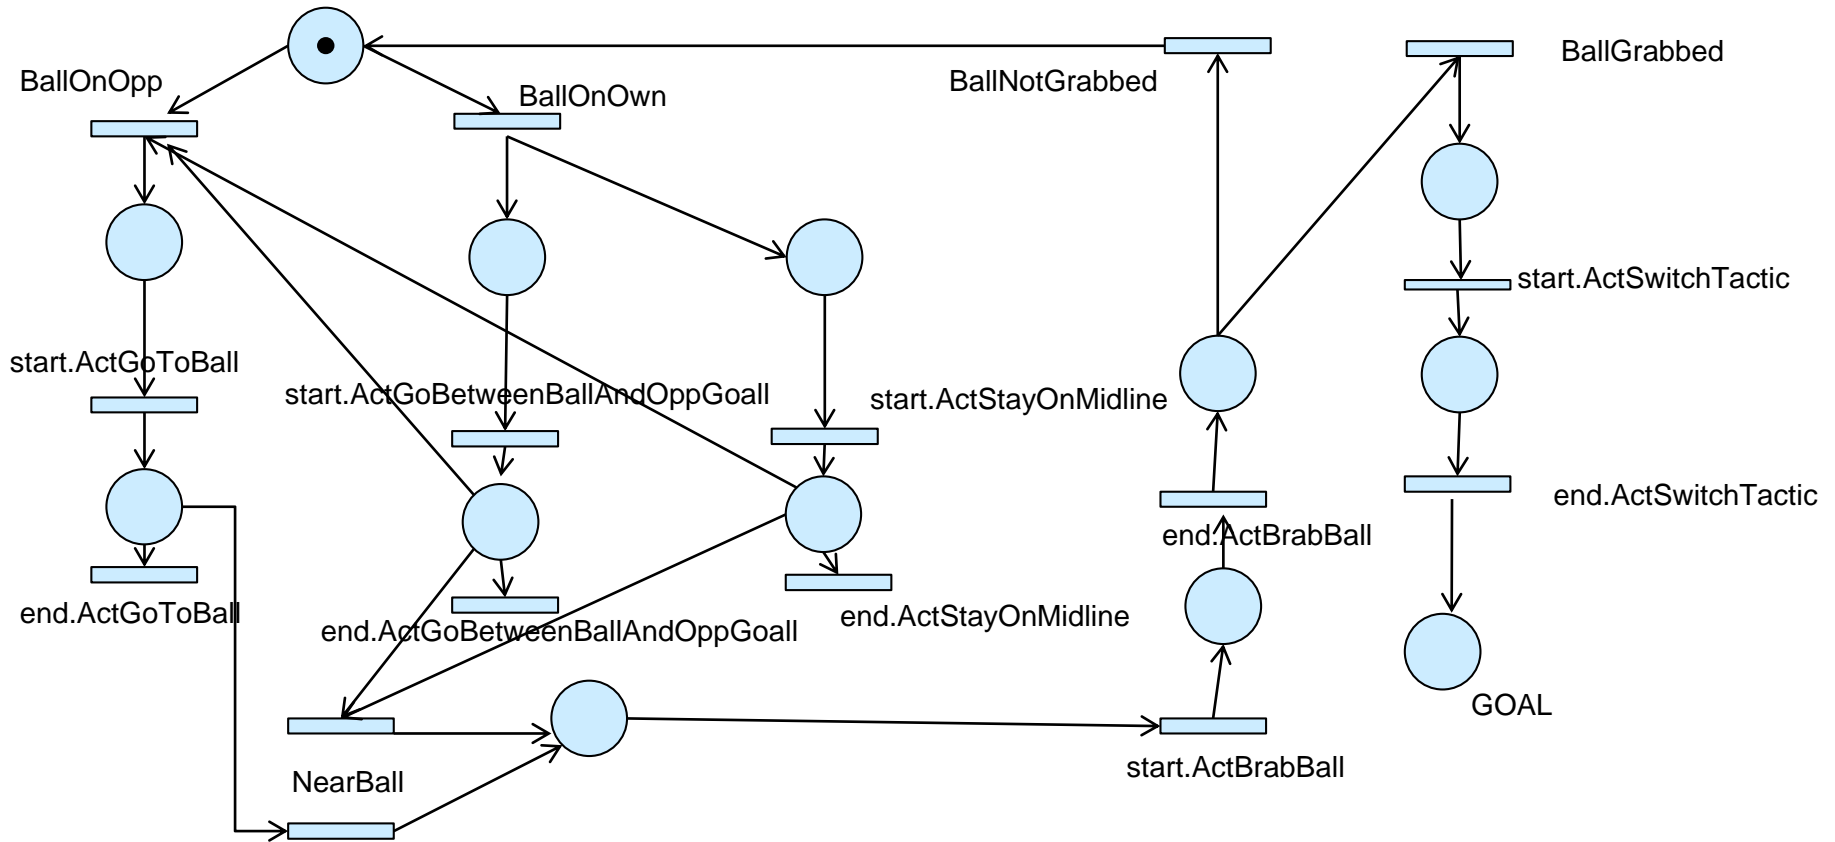 BallGrabbed
BallOnOpp
BallNotGrabbed
BallOnOwn
start.ActSwitchTactic
start.ActGoToBall
start.ActGoBetweenBallAndOppGoall
start.ActStayOnMidline
end.ActSwitchTactic
end.ActBrabBall
end.ActGoToBall
end.ActStayOnMidline
end.ActGoBetweenBallAndOppGoall
GOAL
start.ActBrabBall
NearBall